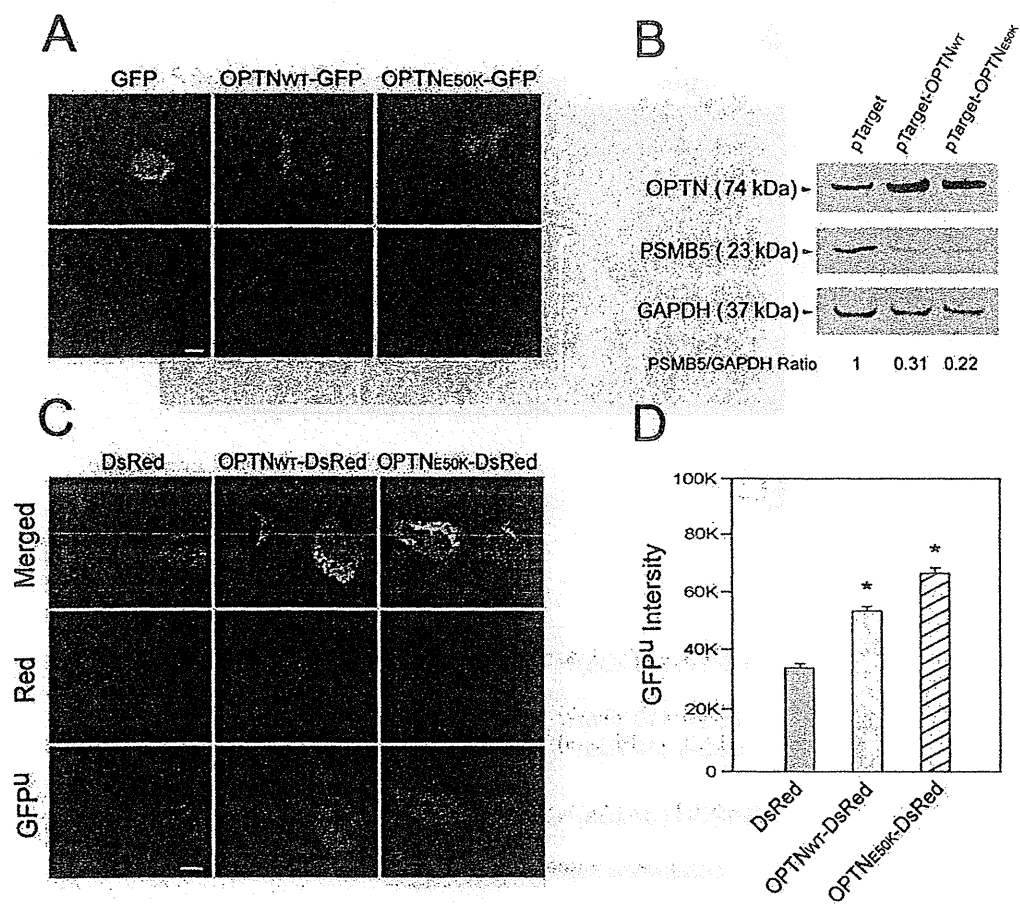 A
GFP OPTNWT-GFP OPTNE50K-GFP
B
pTarget pTarget-OPTNWT pTarget-OPTNE50K
OPTN (74 kDa)
PSMB5 (23 kDa)
GAPDH (37 kDa)
PSMB5/GAPDH Ratio 1 0.31 0.22
C
DsRed OPTNWT-DsRed OPTNE50K-DsRed
Merged
Red
GFPu
D
100K
80K
60K
40K
20K
0
GFPu Intersity
* *
DsRed OPTNWT-DsRed OPTNE50K-DsRed